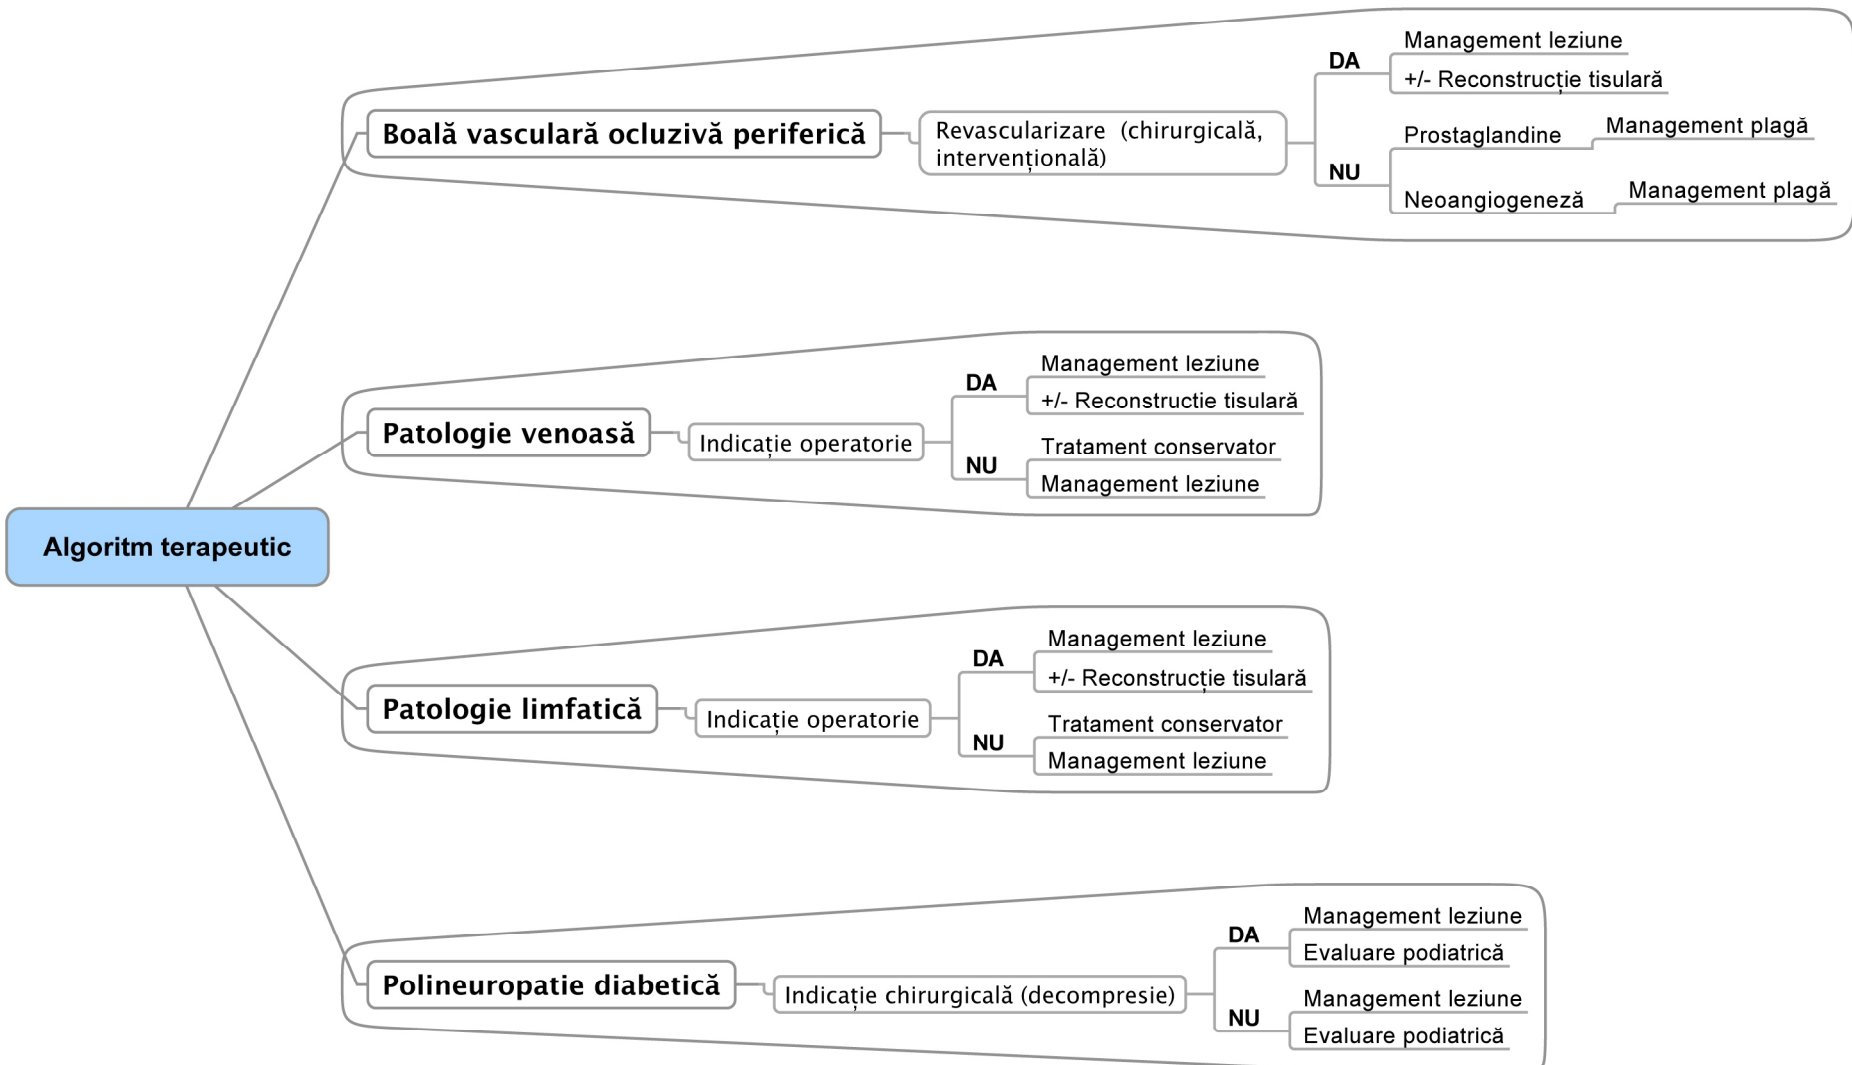 Algoritm terapeutic
Boală vasculară ocluzivă periferică
Revascularizare (chirurgicală,
intervențională)
DA
Management leziune
+/- Reconstrucție tisulară
NU
Prostaglandine
Management plagă
Neoangiogeneză
Management plagă
Patologie venoasă
Indicație operatorie
DA
Management leziune
+/- Reconstructie tisulară
NU
Tratament conservator
Management leziune
Patologie limfatică
Indicație operatorie
DA
Management leziune
+/- Reconstrucție tisulară
NU
Tratament conservator
Management leziune
Polineuropatie diabetică
Indicație chirurgicală (decompresie)
DA
Management leziune
Evaluare podiatrică
NU
Management leziune
Evaluare podiatrică